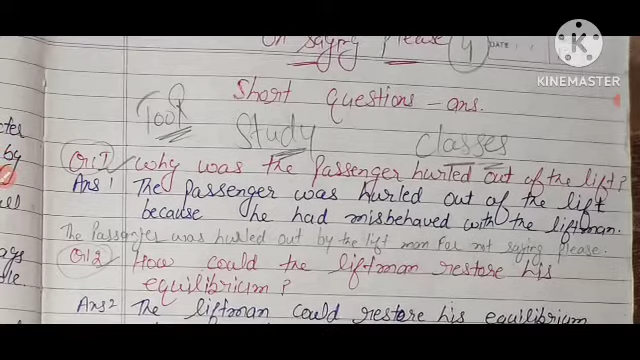 On saying Please 4 DATE
KINEMASTER
Short questions - ans.
Took
Study classes
Q(1) Why was the passenger hurled out of the lift?
Ans 1 The passenger was hurled out of the lift
because he had misbehaved with the liftman.
The Passenger was hurled out by the lift man for not saying please.
Q(2 How could the liftman restore his
equilibrium?
Ans 2 The liftman could restore his equilibrium